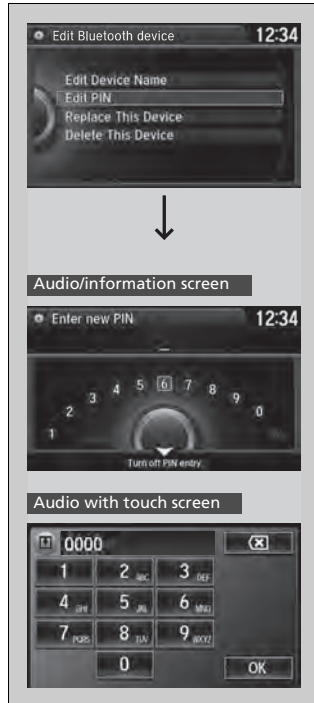 Edit Bluetooth device 12:34
Edit Device Name
Edit PIN
Replace This Device
Delete This Device
Audio/information screen
Enter new PIN 12:34
1 2 3 4 5 6 7 8 9 0
Turn off PIN entry.
Audio with touch screen
0000
1 2 ABC 3 DEF
4 GHI 5 JKL 6 MNO
7 PQRS 8 TUV 9 WXYZ
0 OK